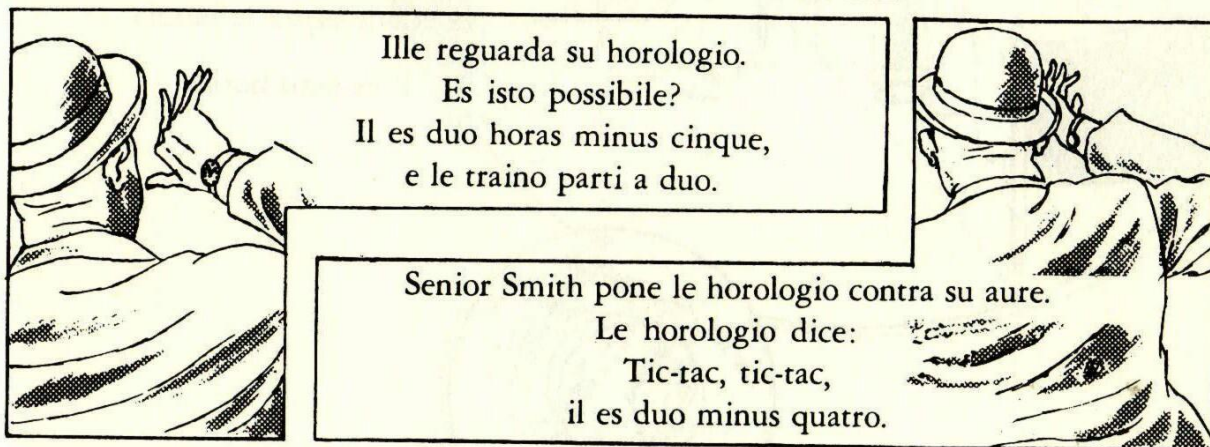 Ille reguarda su horologio.
Es isto possibile?
Il es duo horas minus cinque,
e le traino parti a duo.
Senior Smith pone le horologio contra su aure.
Le horologio dice:
Tic-tac, tic-tac,
il es duo minus quatro.